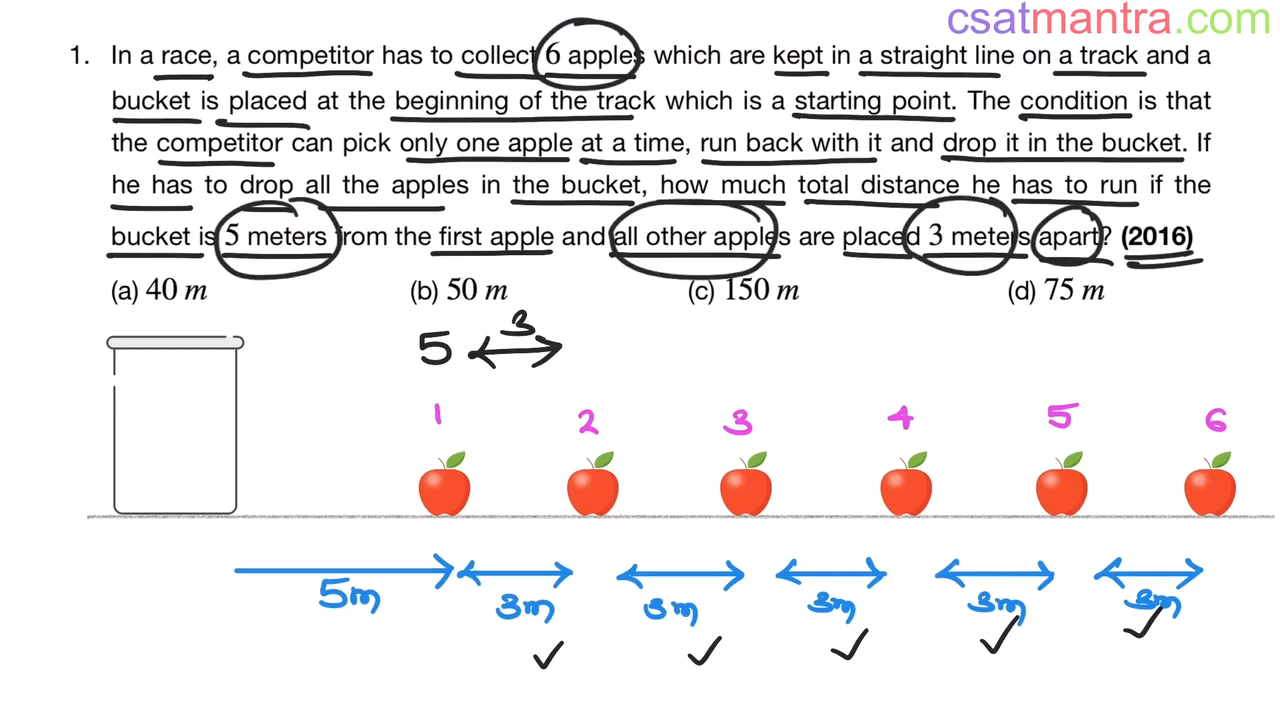 csatmantra.com
1. In a race, a competitor has to collect 6 apples which are kept in a straight line on a track and a
bucket is placed at the beginning of the track which is a starting point. The condition is that
the competitor can pick only one apple at a time, run back with it and drop it in the bucket. If
he has to drop all the apples in the bucket, how much total distance he has to run if the
bucket is 5 meters from the first apple and all other apples are placed 3 meters apart? (2016)
(a) 40 m (b) 50 m (c) 150 m (d) 75 m
5 3
1 2 3 4 5 6
5m 3m 3m 3m 3m 3m